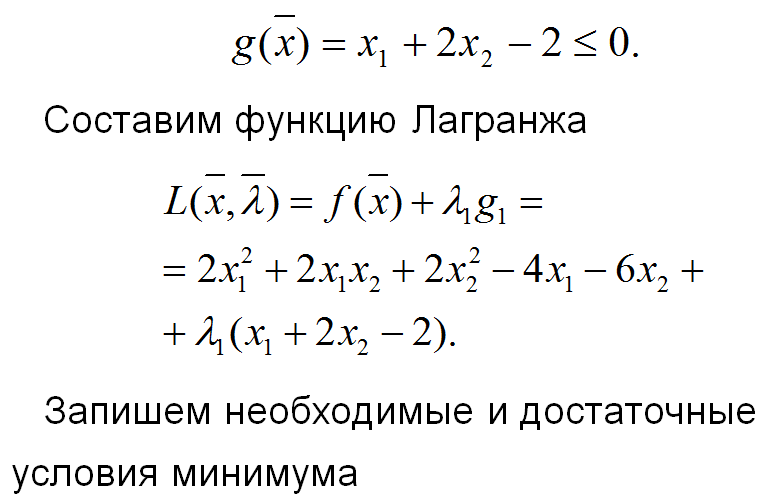 g(x̄) = x₁ + 2x₂ − 2 ≤ 0.
Составим функцию Лагранжа
L(x̄, λ̄) = f(x̄) + λ₁g₁ =
= 2x₁² + 2x₁x₂ + 2x₂² − 4x₁ − 6x₂ +
+ λ₁(x₁ + 2x₂ − 2).
Запишем необходимые и достаточные
условия минимума